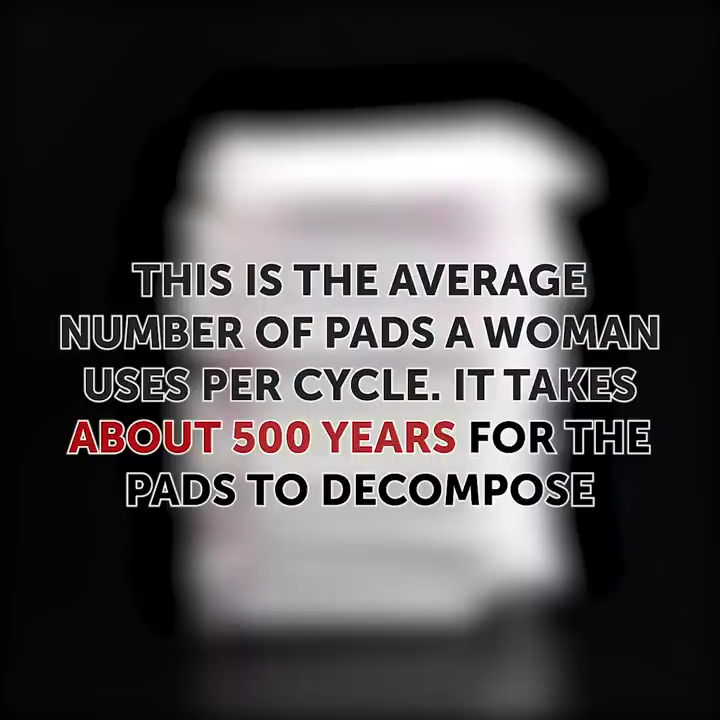 THIS IS THE AVERAGE
NUMBER OF PADS A WOMAN
USES PER CYCLE. IT TAKES
ABOUT 500 YEARS FOR THE
PADS TO DECOMPOSE